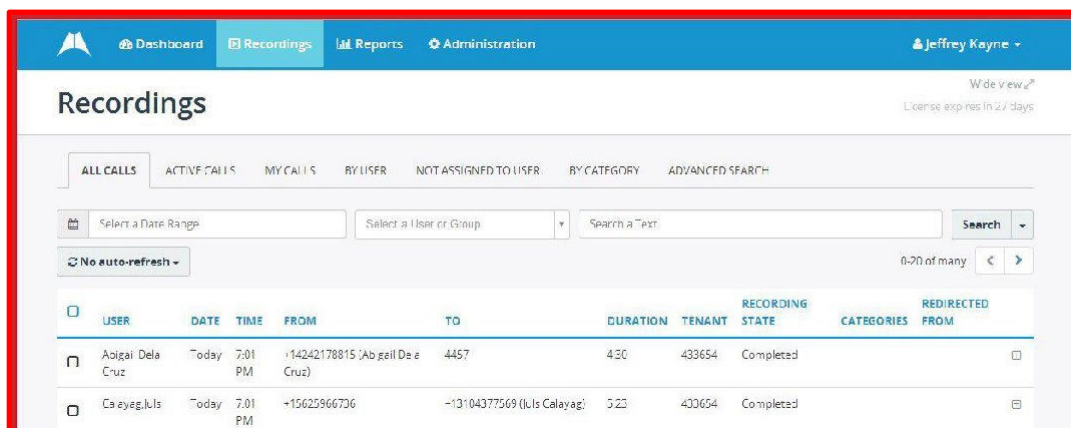 Dashboard Recordings Reports Administration Jeffrey Kayne
Wide view
Recordings
License expires in 27 days
ALL CALLS ACTIVE CALLS MY CALLS BY USER NOT ASSIGNED TO USER BY CATEGORY ADVANCED SEARCH
Select a Date Range Select a User or Group Search a Text Search
No auto-refresh 0-20 of many
USER DATE TIME FROM TO DURATION TENANT RECORDING STATE CATEGORIES REDIRECTED FROM
Abigail Dela Cruz Today 7:01 PM +14242178815 (Abigail Dela Cruz) 4457 4:30 433654 Completed
Calayag,Juls Today 7:01 PM +15625966736 +13104377569 (Juls Calayag) 5:23 433654 Completed